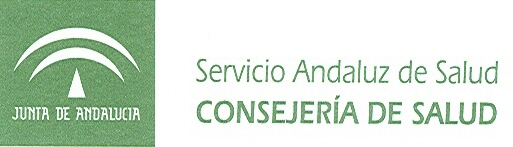 JUNTA DE ANDALUCIA
Servicio Andaluz de Salud
CONSEJERÍA DE SALUD